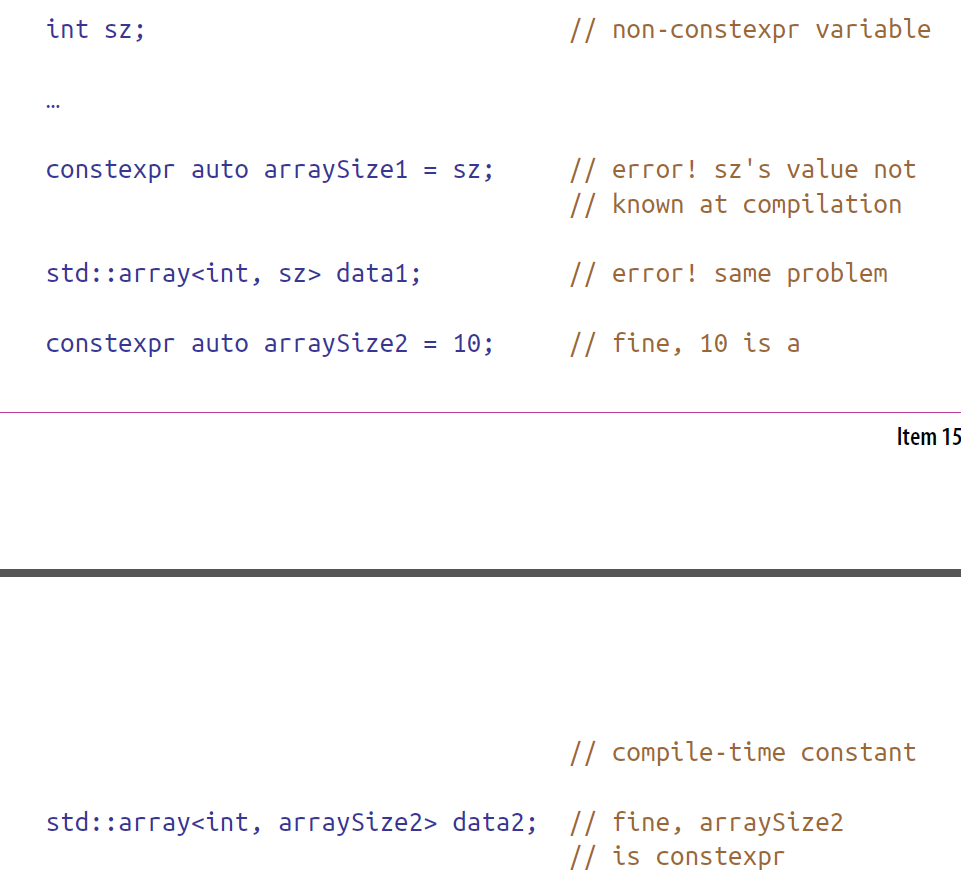 int sz; // non-constexpr variable
…
constexpr auto arraySize1 = sz; // error! sz's value not
// known at compilation
std::array<int, sz> data1; // error! same problem
constexpr auto arraySize2 = 10; // fine, 10 is a
Item 15
// compile-time constant
std::array<int, arraySize2> data2; // fine, arraySize2
// is constexpr